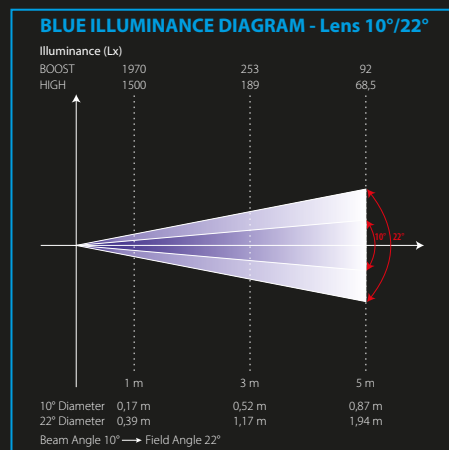 BLUE ILLUMINANCE DIAGRAM - Lens 10°/22°
Illuminance (Lx)
BOOST 1970 253 92
HIGH 1500 189 68,5
10° 22°
1 m 3 m 5 m
10° Diameter 0,17 m 0,52 m 0,87 m
22° Diameter 0,39 m 1,17 m 1,94 m
Beam Angle 10° → Field Angle 22°